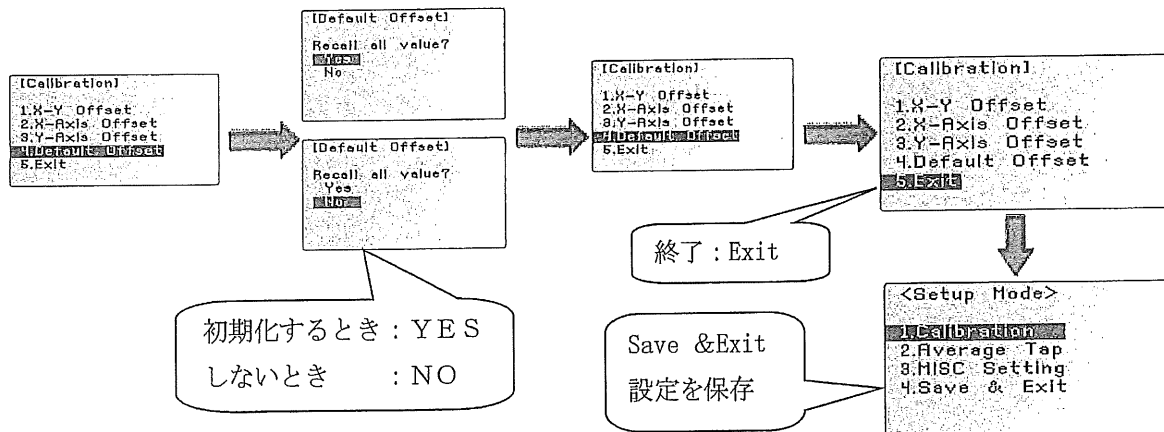 [Calibration]
1.X-Y Offset
2.X-Axis Offset
3.Y-Axis Offset
4.Default Offset
5.Exit
[Default Offset]
Recall all value?
Yes
No
[Default Offset]
Recall all value?
Yes
No
初期化するとき：ＹＥＳ
しないとき　　：NO
[Calibration]
1.X-Y Offset
2.X-Axis Offset
3.Y-Axis Offset
4.Default Offset
5.Exit
[Calibration]
1.X-Y Offset
2.X-Axis Offset
3.Y-Axis Offset
4.Default Offset
5.Exit
終了：Exit
<Setup Mode>
1.Calibration
2.Average Tap
3.MISC Setting
4.Save & Exit
Save &Exit
設定を保存